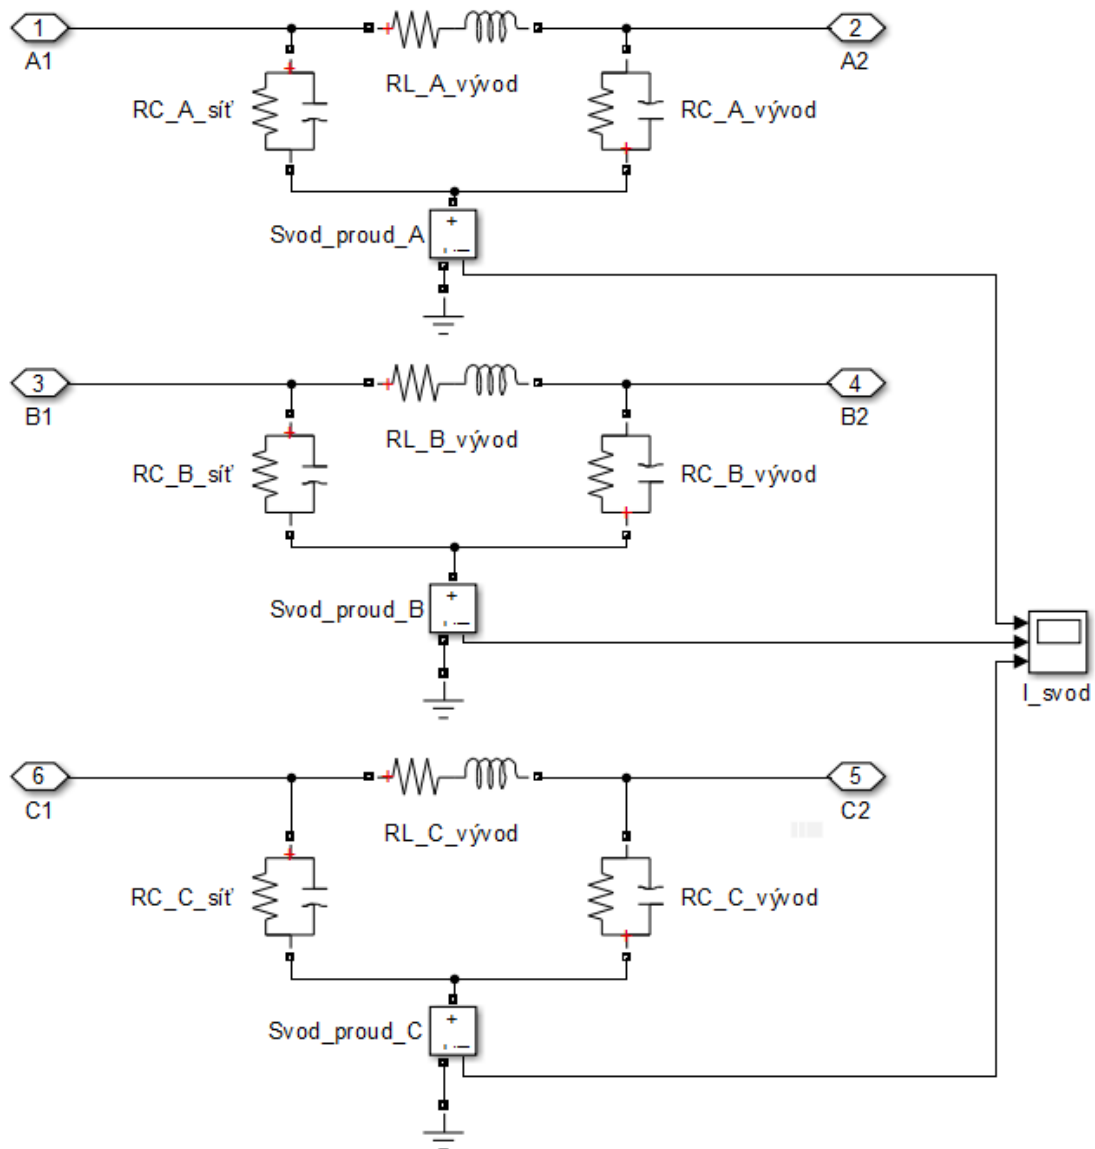 1
2
A1
A2
RL_A_vývod
RC_A_síť
RC_A_vývod
Svod_proud_A
3
4
B1
B2
RL_B_vývod
RC_B_síť
RC_B_vývod
Svod_proud_B
I_svod
6
5
C1
C2
RL_C_vývod
RC_C_síť
RC_C_vývod
Svod_proud_C